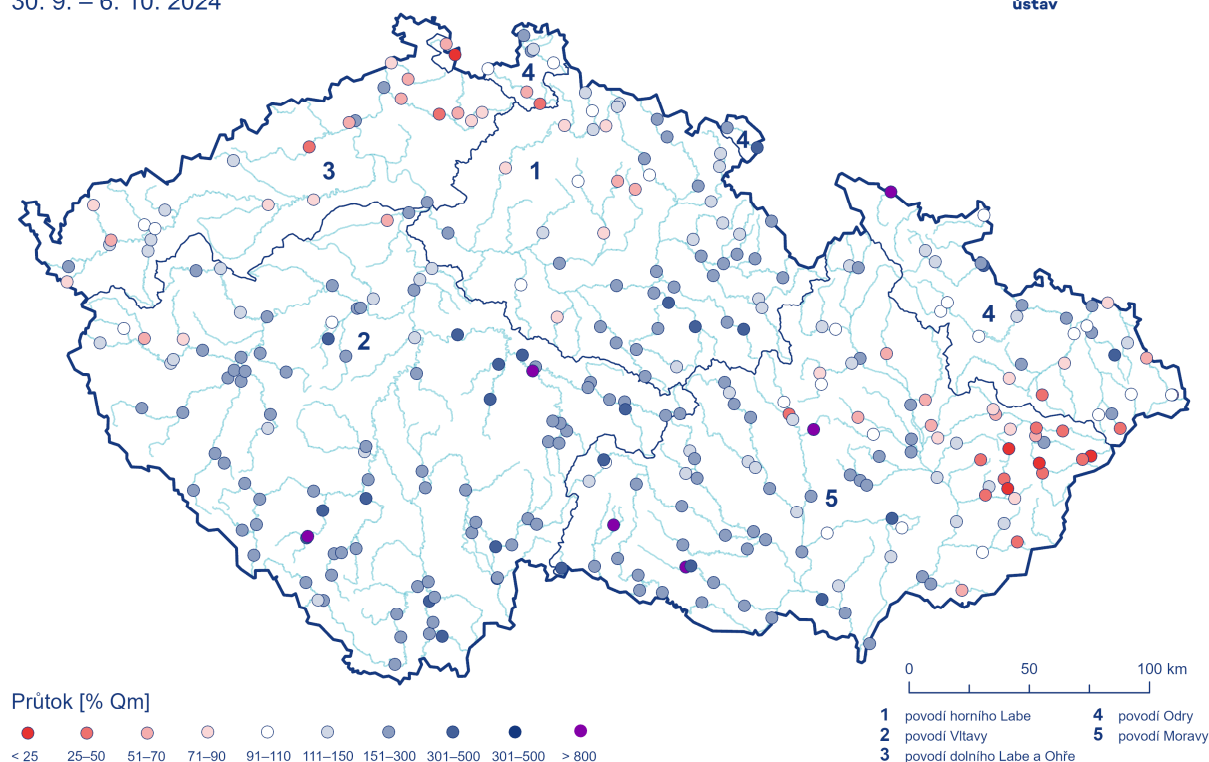 30. 9. – 6. 10. 2024
ústav
4
4
3
1
4
2
5
0 50 100 km
Průtok [% Qm]
< 25 25–50 51–70 71–90 91–110 111–150 151–300 301–500 301–500 > 800
1 povodí horního Labe
2 povodí Vltavy
3 povodí dolního Labe a Ohře
4 povodí Odry
5 povodí Moravy